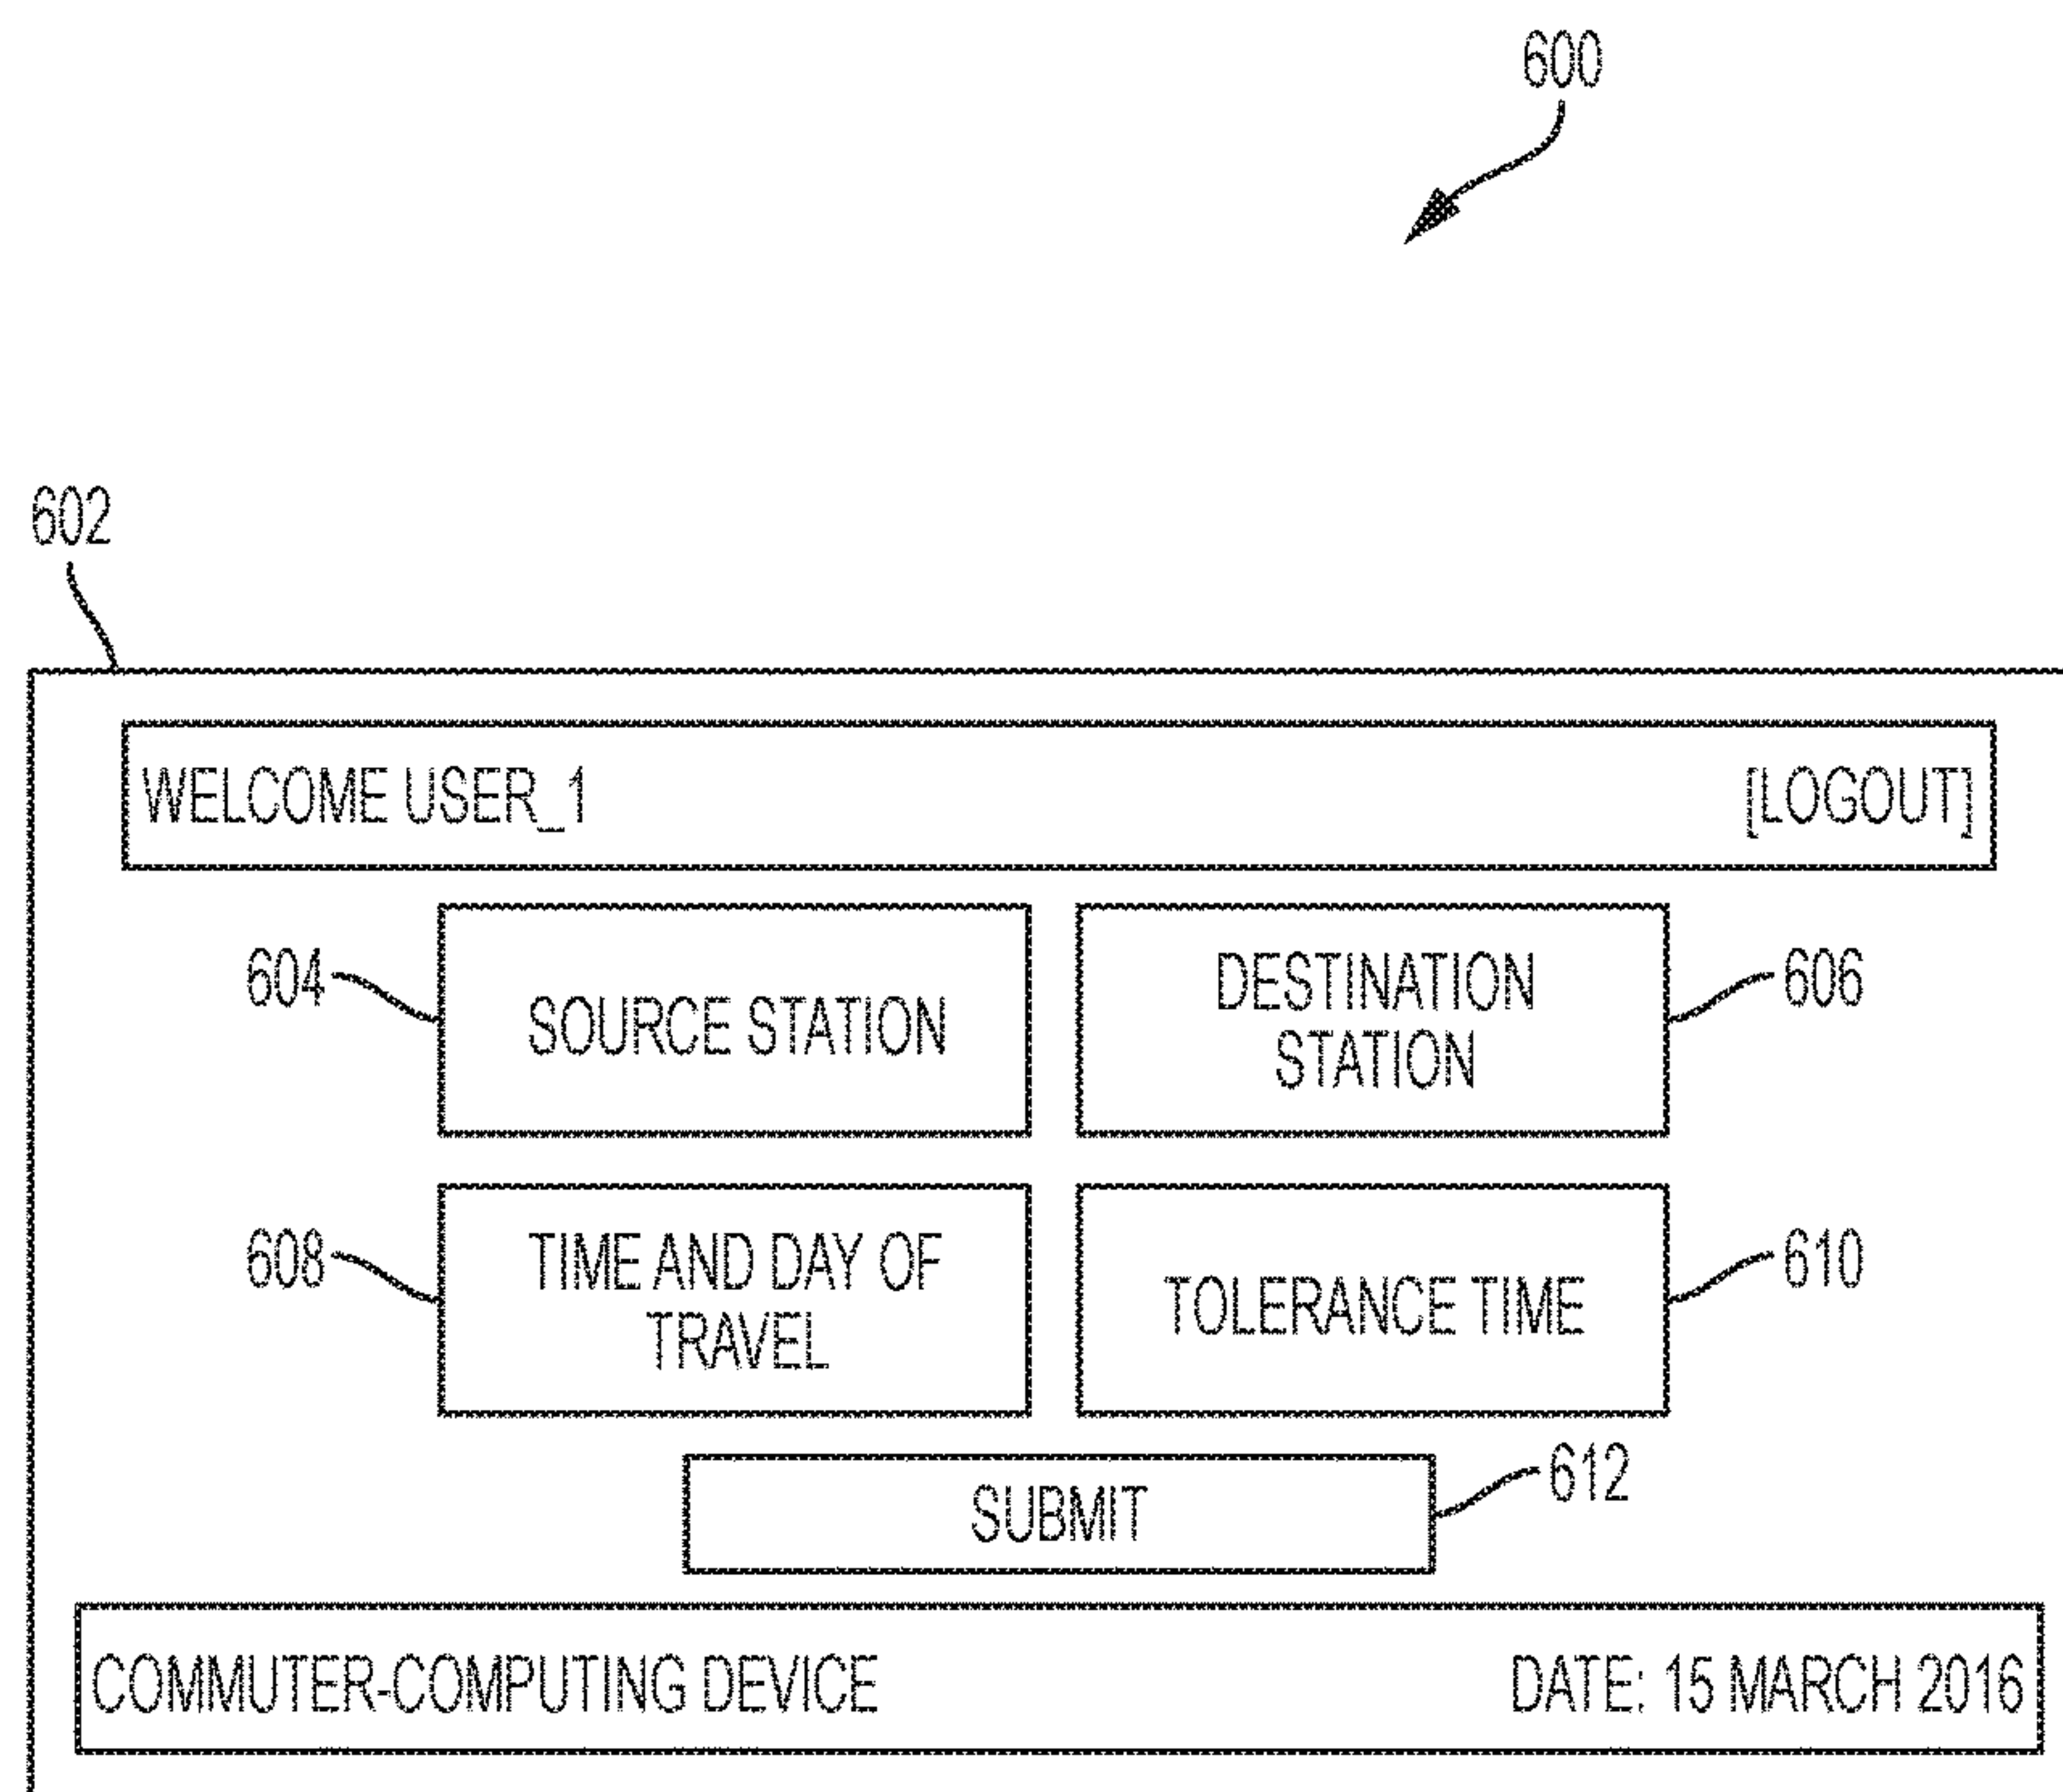 600
602
WELCOME USER_1 [LOGOUT]
604 SOURCE STATION
DESTINATION
STATION
606
608
TIME AND DAY OF
TRAVEL
TOLERANCE TIME 610
SUBMIT 612
COMMUTER-COMPUTING DEVICE DATE: 15 MARCH 2016